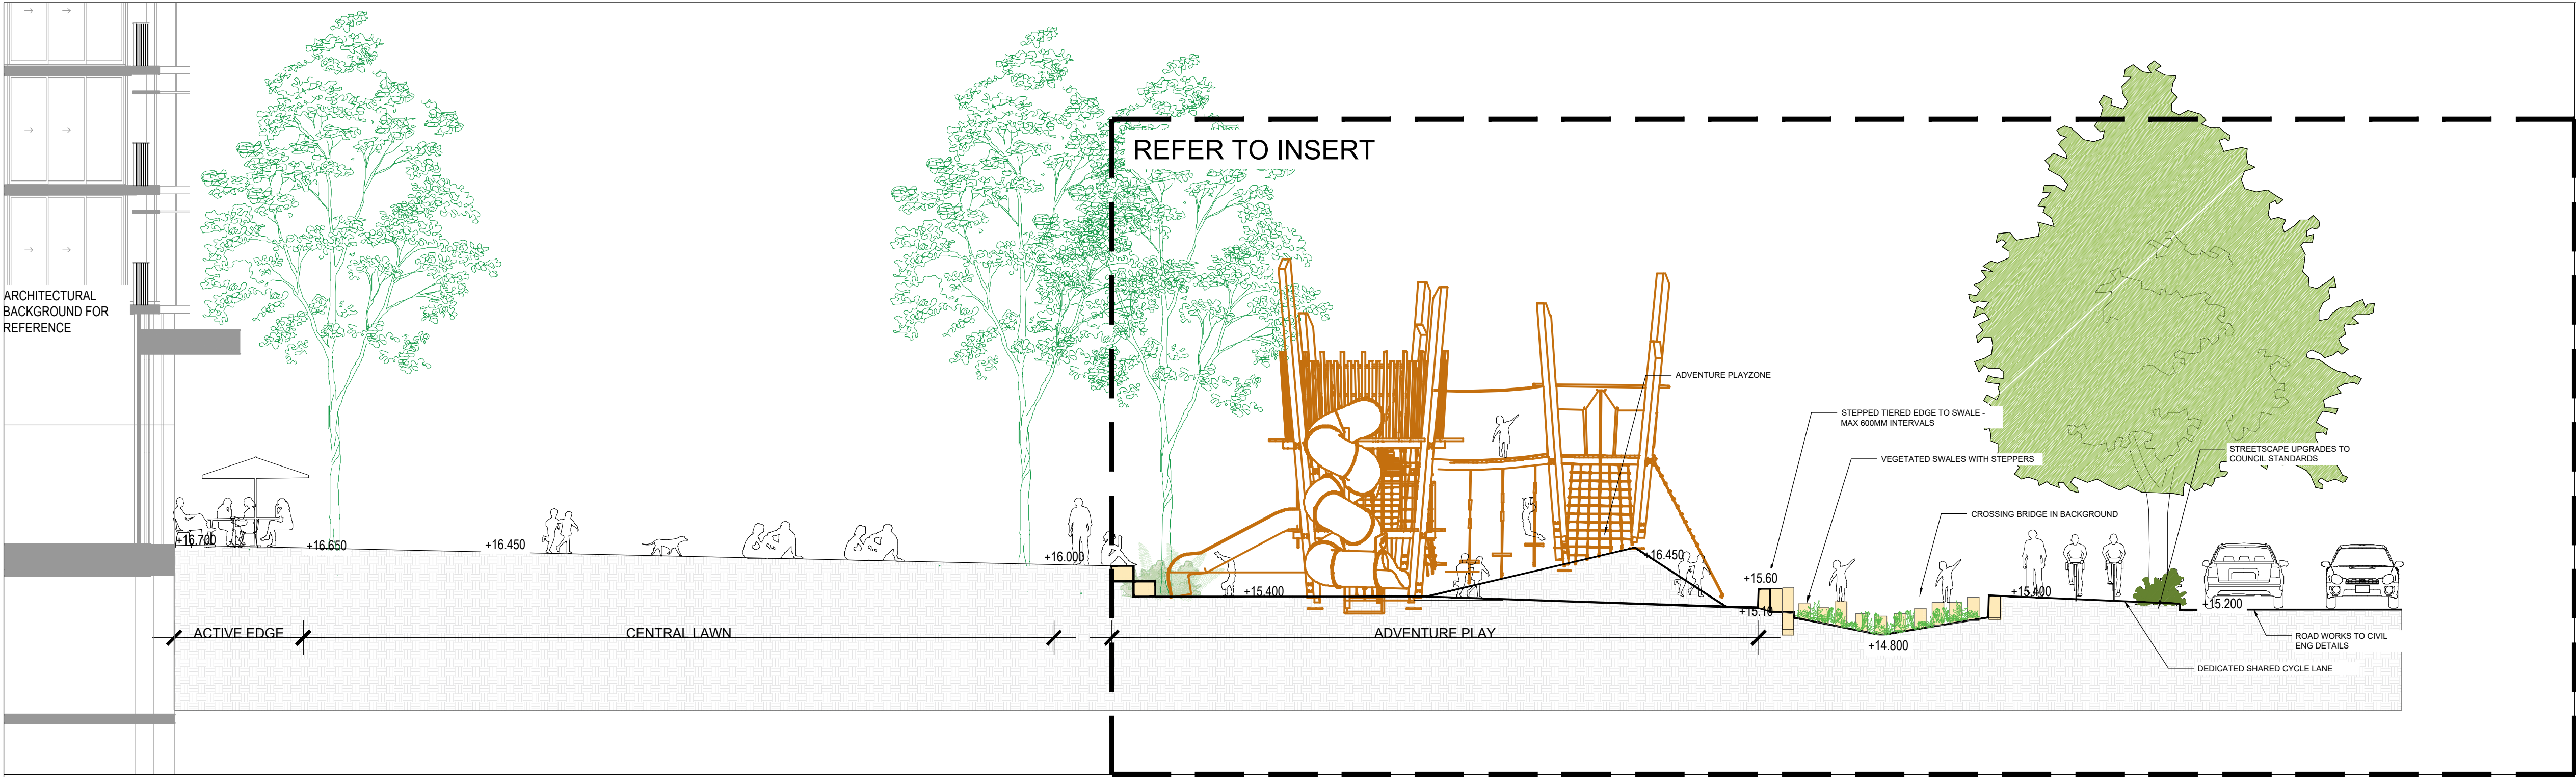 REFER TO INSERT
ARCHITECTURAL
BACKGROUND FOR
REFERENCE
ADVENTURE PLAYZONE
STEPPED TIERED EDGE TO SWALE -
MAX 600MM INTERVALS
VEGETATED SWALES WITH STEPPERS
STREETSCAPE UPGRADES TO
COUNCIL STANDARDS
CROSSING BRIDGE IN BACKGROUND
+16.700
+16.650
+16.450
+16.000
+15.400
+16.450
+15.60
+15.10
+14.800
+15.400
+15.200
ACTIVE EDGE
CENTRAL LAWN
ADVENTURE PLAY
ROAD WORKS TO CIVIL
ENG DETAILS
DEDICATED SHARED CYCLE LANE